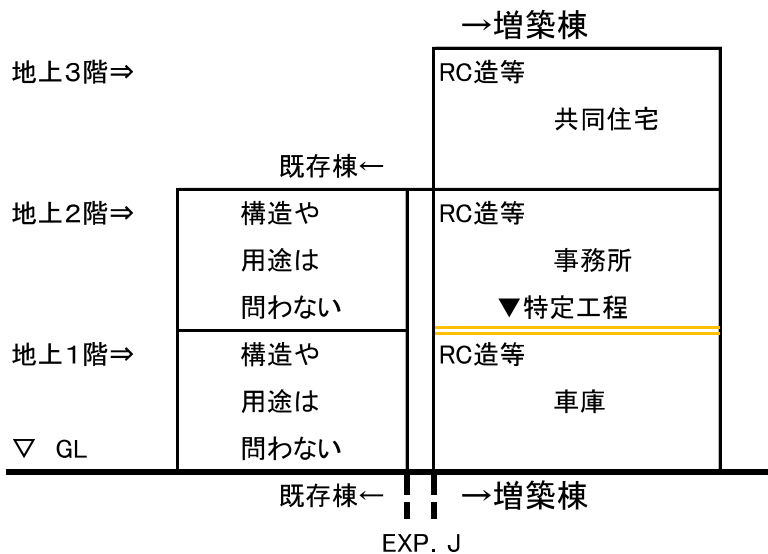 →増築棟
地上3階⇒
RC造等
共同住宅
既存棟←
地上2階⇒
構造や
用途は
問わない
RC造等
事務所
▼特定工程
地上1階⇒
構造や
用途は
問わない
RC造等
車庫
▽ GL
既存棟←
→増築棟
EXP. J